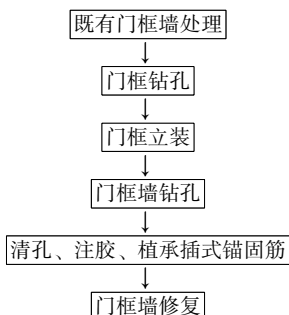 既有门框墙处理
门框钻孔
门框立装
门框墙钻孔
清孔、注胶、植承插式锚固筋
门框墙修复